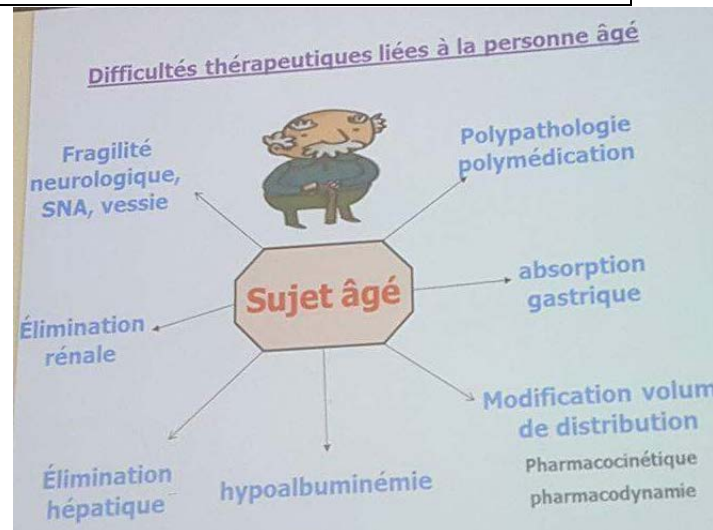 Difficultés thérapeutiques liées à la personne âgé
Fragilité
neurologique,
SNA, vessie
Polypathologie
polymédication
Sujet âgé
absorption
gastrique
Élimination
rénale
Modification volum
de distribution
Pharmacocinétique
pharmacodynamie
Élimination
hépatique
hypoalbuminémie